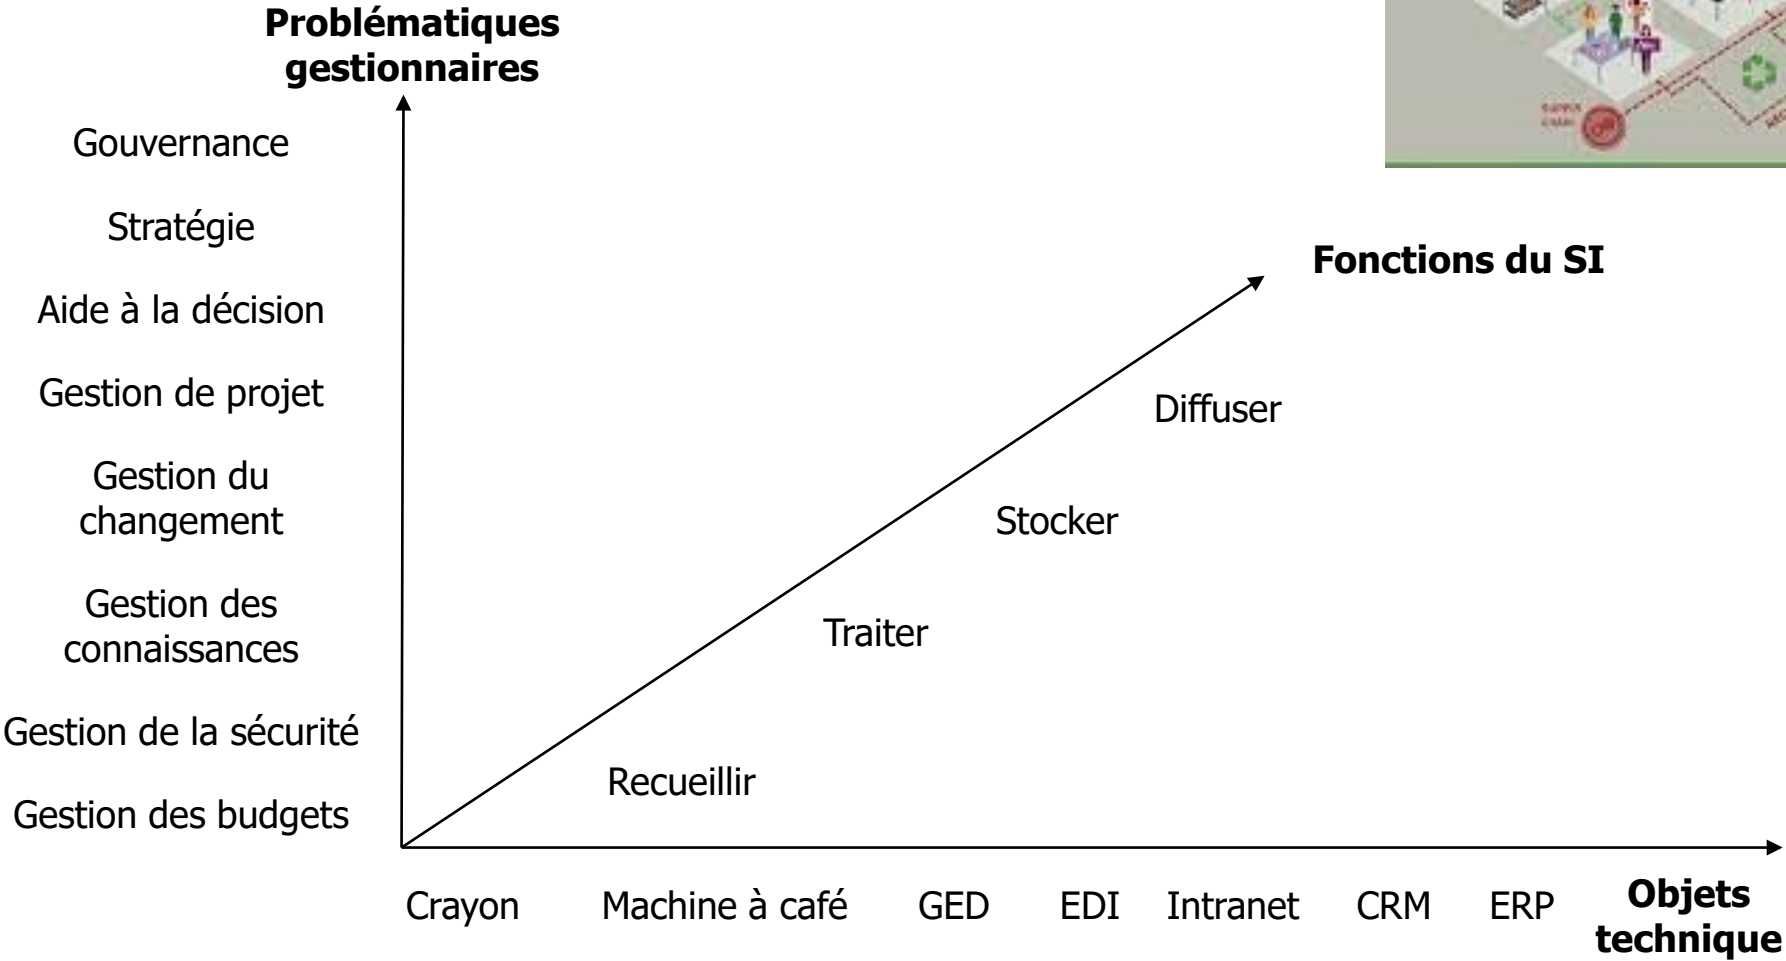 Problématiques
gestionnaires
Gouvernance
Stratégie
Aide à la décision
Gestion de projet
Gestion du
changement
Gestion des
connaissances
Gestion de la sécurité
Gestion des budgets
Fonctions du SI
Diffuser
Stocker
Traiter
Recueillir
Crayon
Machine à café
GED
EDI
Intranet
CRM
ERP
Objets
technique